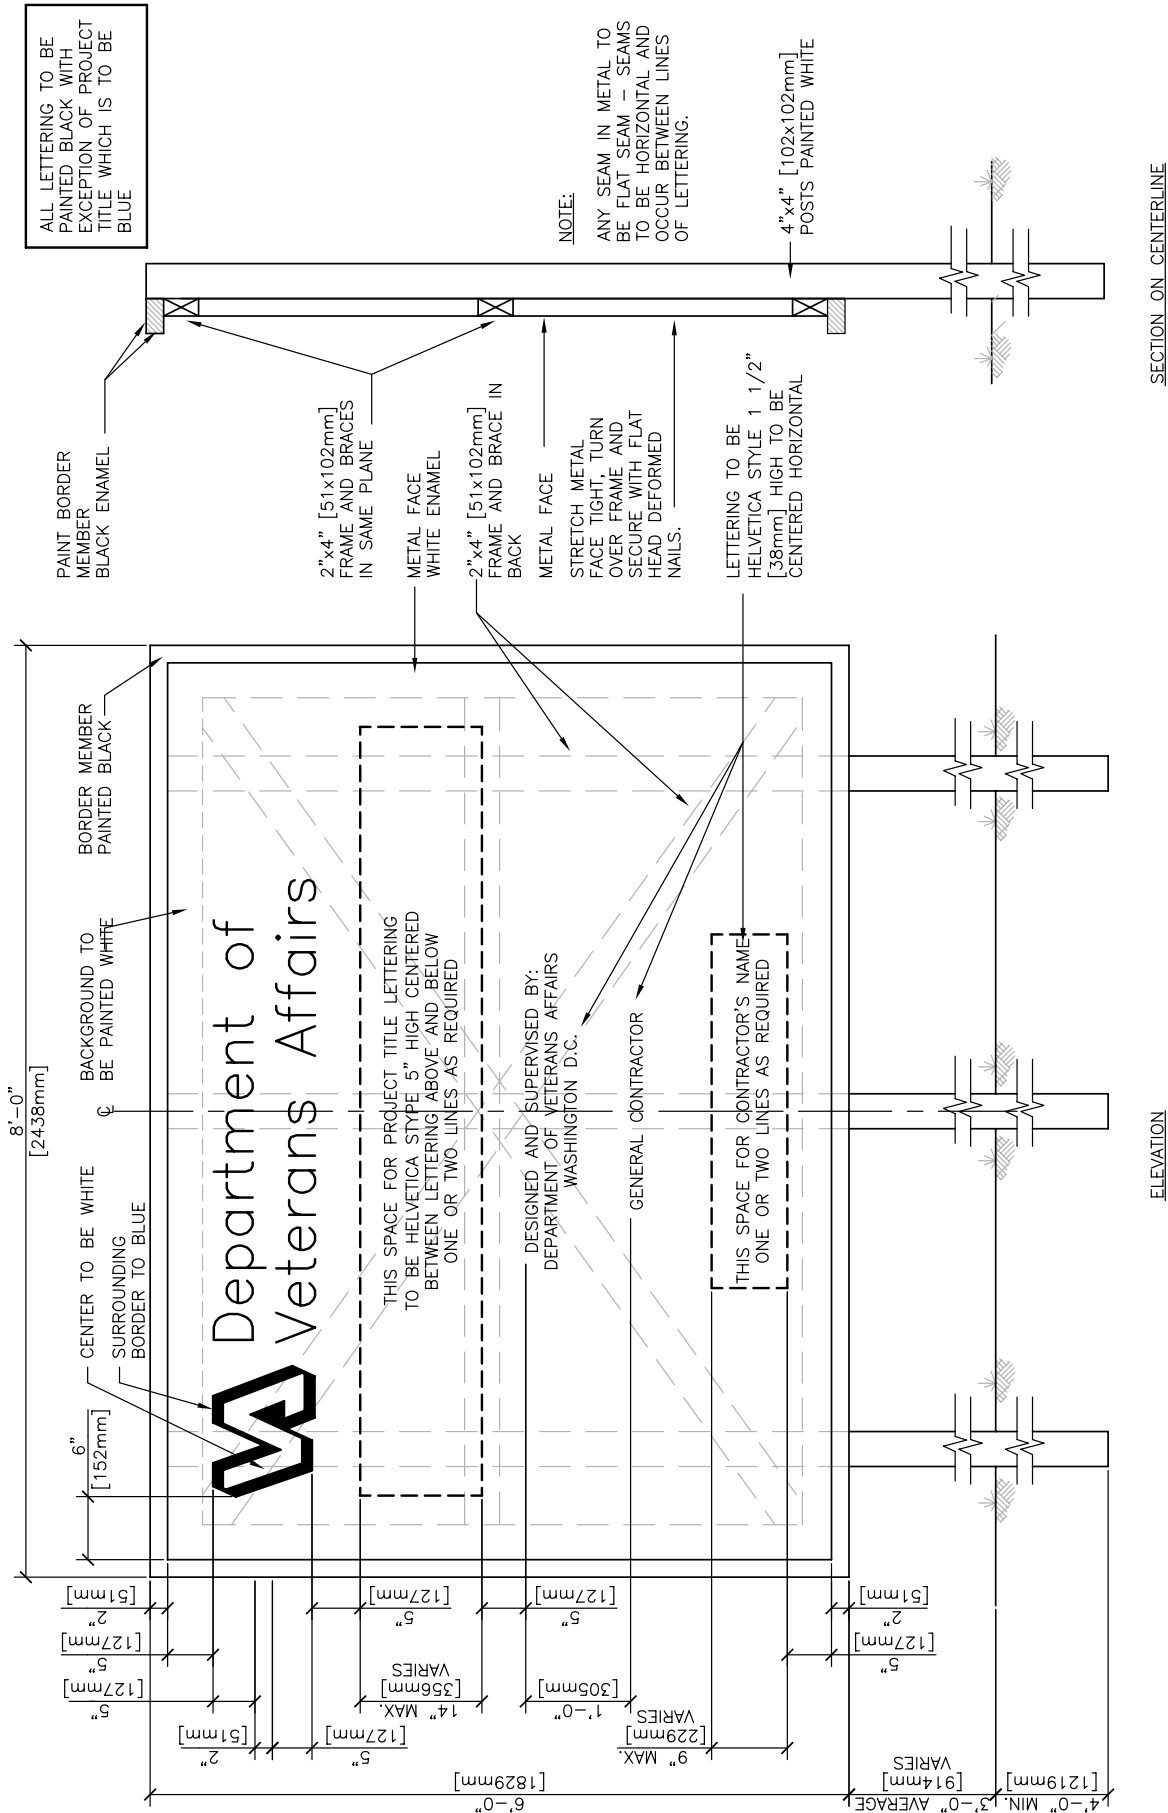 8'-0"
[2438mm]
6"
[152mm]
CENTER TO BE WHITE
SURROUNDING
BORDER TO BLUE
℄
BACKGROUND TO
BE PAINTED WHITE
BORDER MEMBER
PAINTED BLACK
PAINT BORDER
MEMBER
BLACK ENAMEL
ALL LETTERING TO BE
PAINTED BLACK WITH
EXCEPTION OF PROJECT
TITLE WHICH IS TO BE
BLUE
Department of
Veterans Affairs
THIS SPACE FOR PROJECT TITLE LETTERING
TO BE HELVETICA STYPE 5" HIGH CENTERED
BETWEEN LETTERING ABOVE AND BELOW
ONE OR TWO LINES AS REQUIRED
DESIGNED AND SUPERVISED BY:
DEPARTMENT OF VETERANS AFFAIRS
WASHINGTON D.C.
GENERAL CONTRACTOR
THIS SPACE FOR CONTRACTOR'S NAME
ONE OR TWO LINES AS REQUIRED
2"x4" [51x102mm]
FRAME AND BRACES
IN SAME PLANE
METAL FACE
WHITE ENAMEL
2"x4" [51x102mm]
FRAME AND BRACE IN
BACK
METAL FACE
STRETCH METAL
FACE TIGHT, TURN
OVER FRAME AND
SECURE WITH FLAT
HEAD DEFORMED
NAILS.
LETTERING TO BE
HELVETICA STYLE 1 1/2"
[38mm] HIGH TO BE
CENTERED HORIZONTAL
NOTE:
ANY SEAM IN METAL TO
BE FLAT SEAM - SEAMS
TO BE HORIZONTAL AND
OCCUR BETWEEN LINES
OF LETTERING.
4"x4" [102x102mm]
POSTS PAINTED WHITE
2"
[51mm]
5"
[127mm]
5"
[127mm]
2"
[51mm]
5"
[127mm]
5"
[127mm]
14" MAX.
[356mm]
VARIES
5"
[127mm]
1'-0"
[305mm]
9" MAX.
[229mm]
VARIES
5"
[127mm]
2"
[51mm]
6'-0"
[1829mm]
3'-0" AVERAGE
[914mm]
VARIES
4'-0" MIN.
[1219mm]
ELEVATION
SECTION ON CENTERLINE